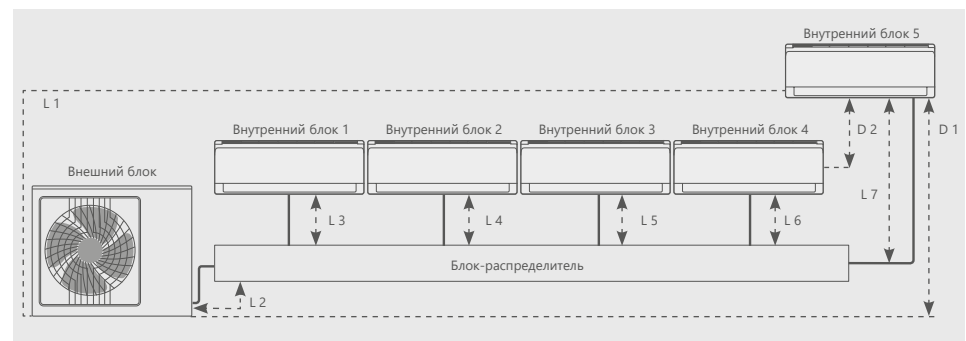 Внутренний блок 5
L 1
D 2
D 1
Внутренний блок 1
Внутренний блок 2
Внутренний блок 3
Внутренний блок 4
Внешний блок
L 7
L 3
L 4
L 5
L 6
Блок-распределитель
L 2